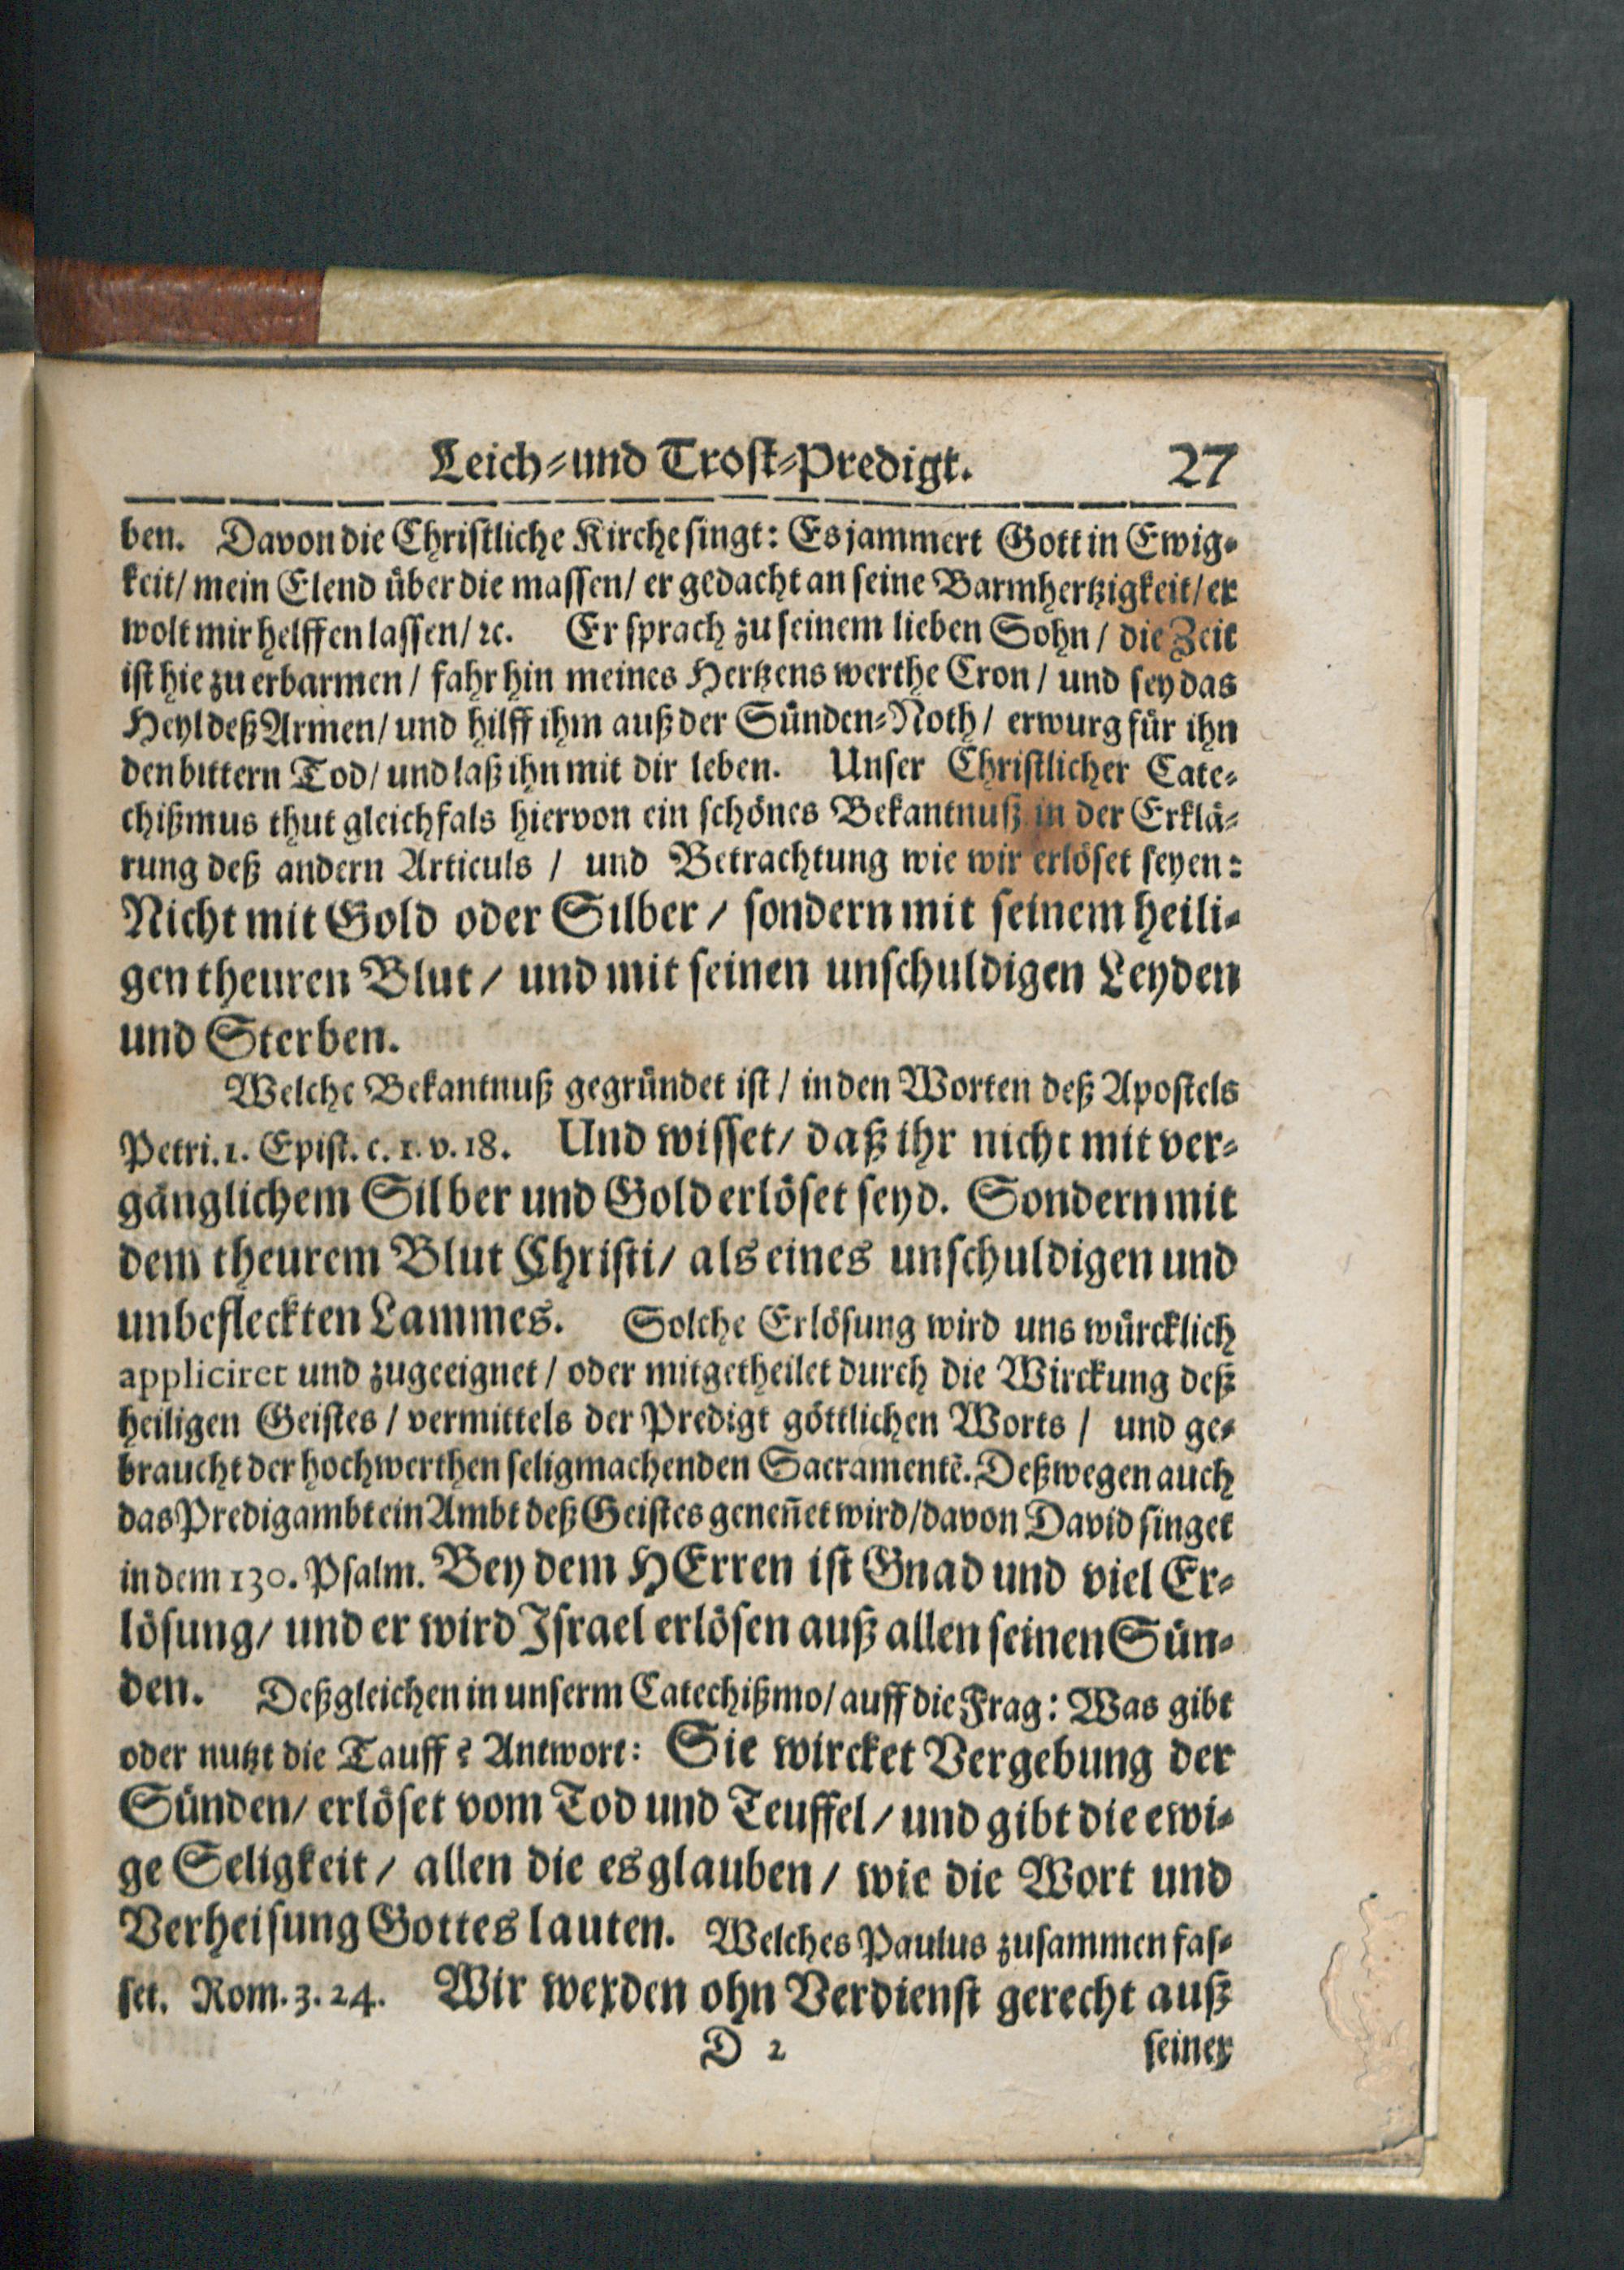 Leich-und Trost-Predigt. 27
ben. Davon die Christliche Kirche singt: Es jammert Gott in Ewig-
keit/ mein Elend über die massen/ er gedacht an seine Barmhertzigkeit/ er
wolt mir helffen lassen/ ꝛc. Er sprach zu seinem lieben Sohn / die Zeit
ist hie zu erbarmen / fahr hin meines Hertzens werthe Cron / und sey das
Heyl deß Armen/ und hilff ihm auß der Sünden-Noth / erwurg für ihn
den bittern Tod/ und laß ihn mit dir leben. Unser Christlicher Cate-
chißmus thut gleichfals hiervon ein schönes Bekantnuß in der Erklä-
rung deß andern Articuls / und Betrachtung wie wir erlöset seyen:
Nicht mit Gold oder Silber / sondern mit seinem heili-
gen theuren Blut / und mit seinen unschuldigen Leyden
und Sterben.
Welche Bekantnuß gegründet ist / in den Worten deß Apostels
Petri. 1. Epist. c. 1. v. 18. Und wisset/ daß ihr nicht mit ver-
gänglichem Silber und Gold erlöset seyd. Sondern mit
dem theurem Blut Christi/ als eines unschuldigen und
unbefleckten Lammes. Solche Erlösung wird uns würcklich
appliciret und zugeeignet / oder mitgetheilet durch die Wirckung deß
heiligen Geistes / vermittels der Predigt göttlichen Worts / und ge-
braucht der hochwerthen seligmachenden Sacramentẽ. Deßwegen auch
das Predigambt ein Ambt deß Geistes geneñet wird/ davon David singet
in dem 130. Psalm. Bey dem HErren ist Gnad und viel Er-
lösung/ und er wird Israel erlösen auß allen seinen Sün-
den. Deßgleichen in unserm Catechißmo/ auff die Frag: Was gibt
oder nutzt die Tauff? Antwort: Sie wircket Vergebung der
Sünden/ erlöset vom Tod und Teuffel / und gibt die ewi-
ge Seligkeit / allen die es glauben / wie die Wort und
Verheisung Gottes lauten. Welches Paulus zusammen fas-
set. Rom. 3. 24. Wir werden ohn Verdienst gerecht auß
D 2 seiner